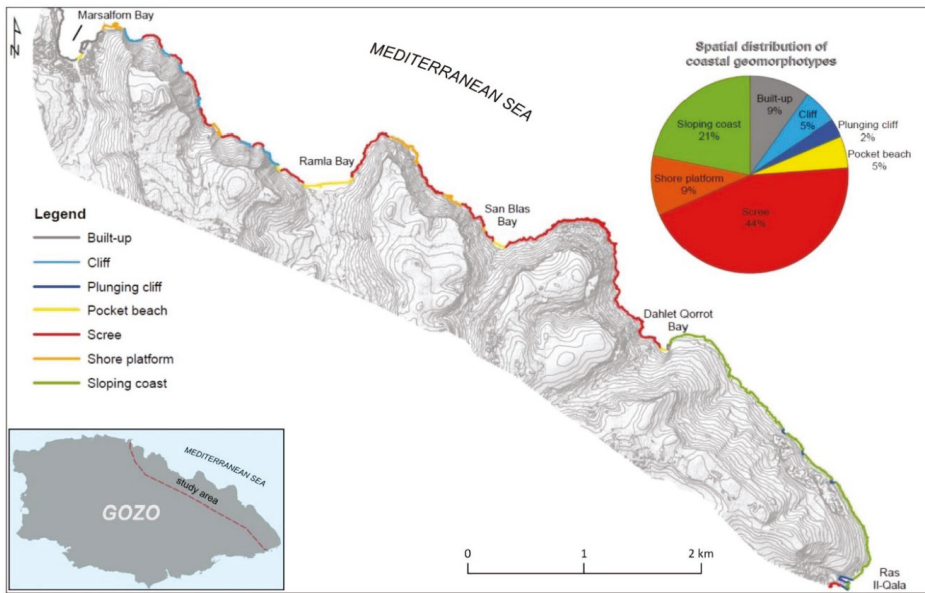 Marsalforn Bay
N
MEDITERRANEAN SEA
Spatial distribution of
coastal geomorphotypes
Built-up
9%
Cliff
5%
Plunging cliff
2%
Pocket beach
5%
Sloping coast
21%
Shore platform
9%
Scree
44%
Ramla Bay
San Blas
Bay
Dahlet Qorrot
Bay
Legend
Built-up
Cliff
Plunging cliff
Pocket beach
Scree
Shore platform
Sloping coast
MEDITERRANEAN SEA
study area
GOZO
0 1 2 km
Ras
Il-Qala